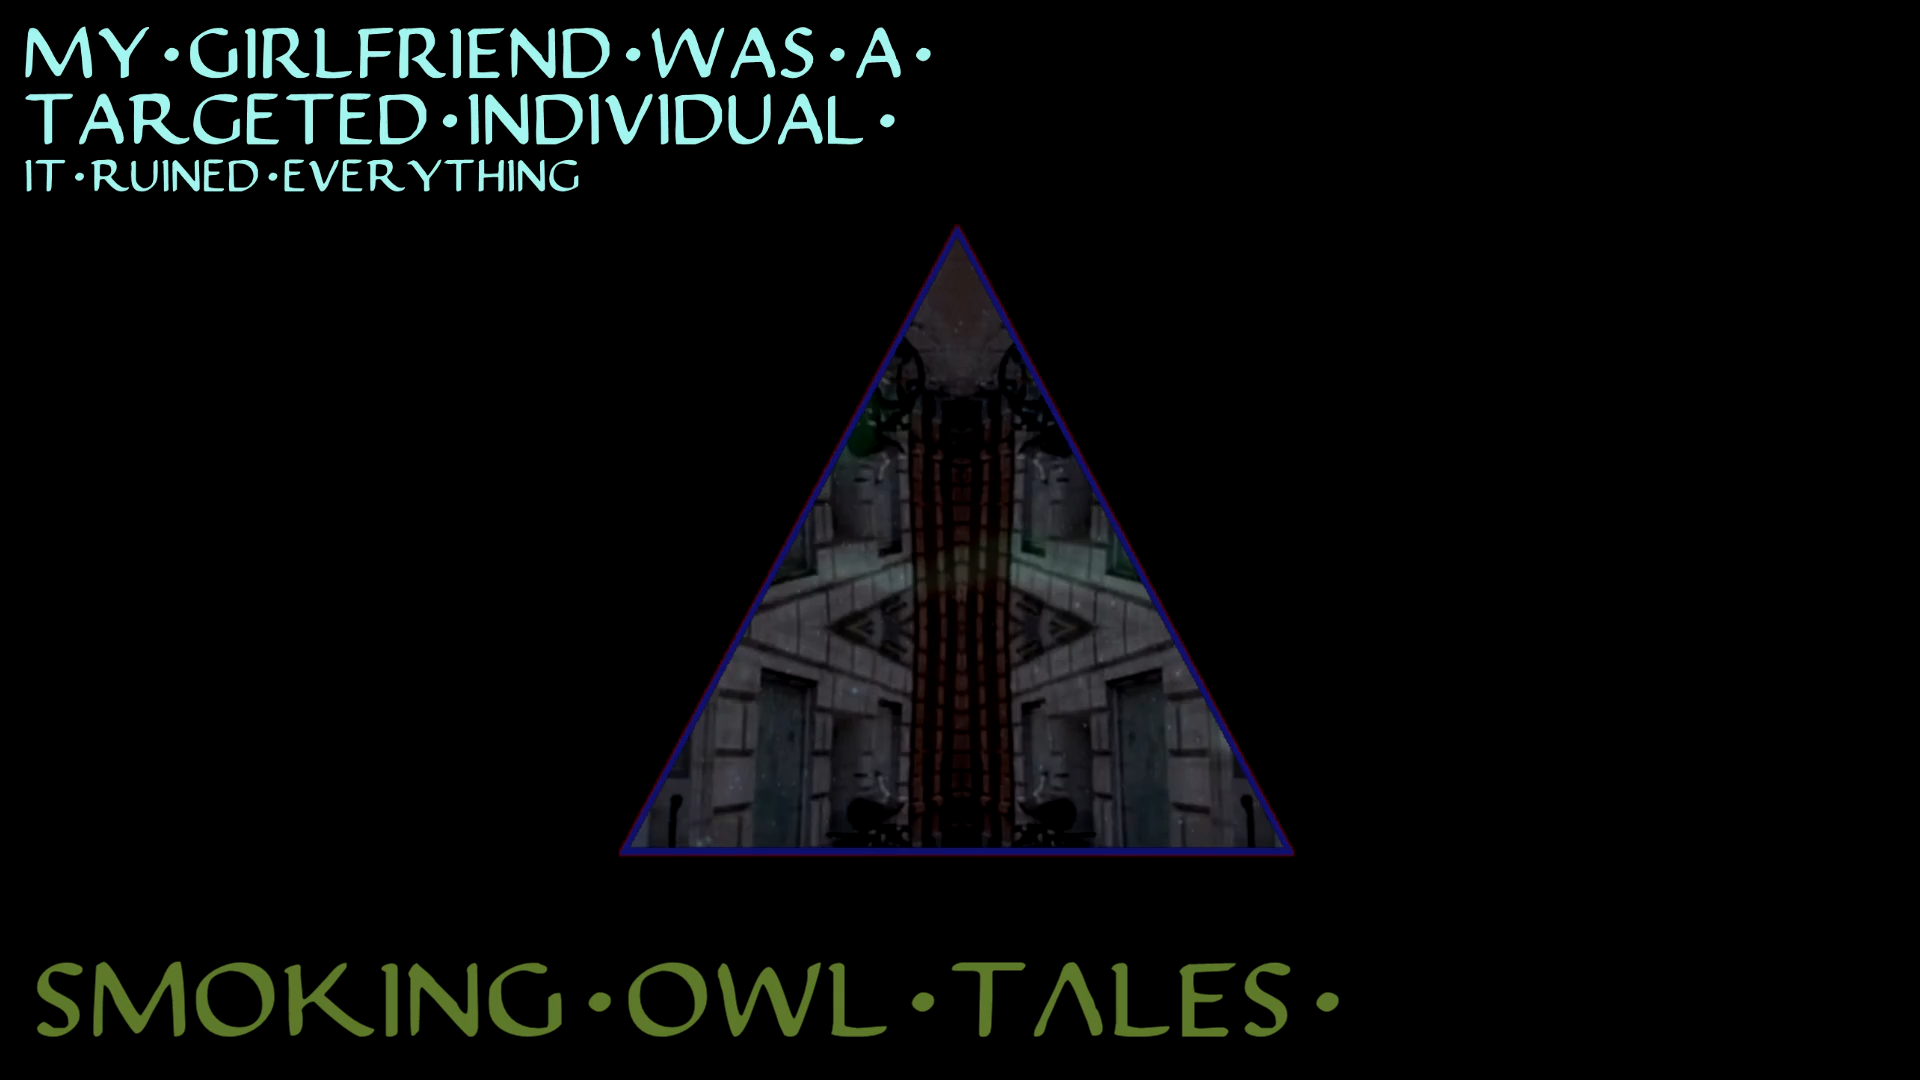 MY•GIRLFRIEND•WAS•A•
TARGETED•INDIVIDUAL•
IT•RUINED•EVERYTHING
SMOKING•OWL•TALES•